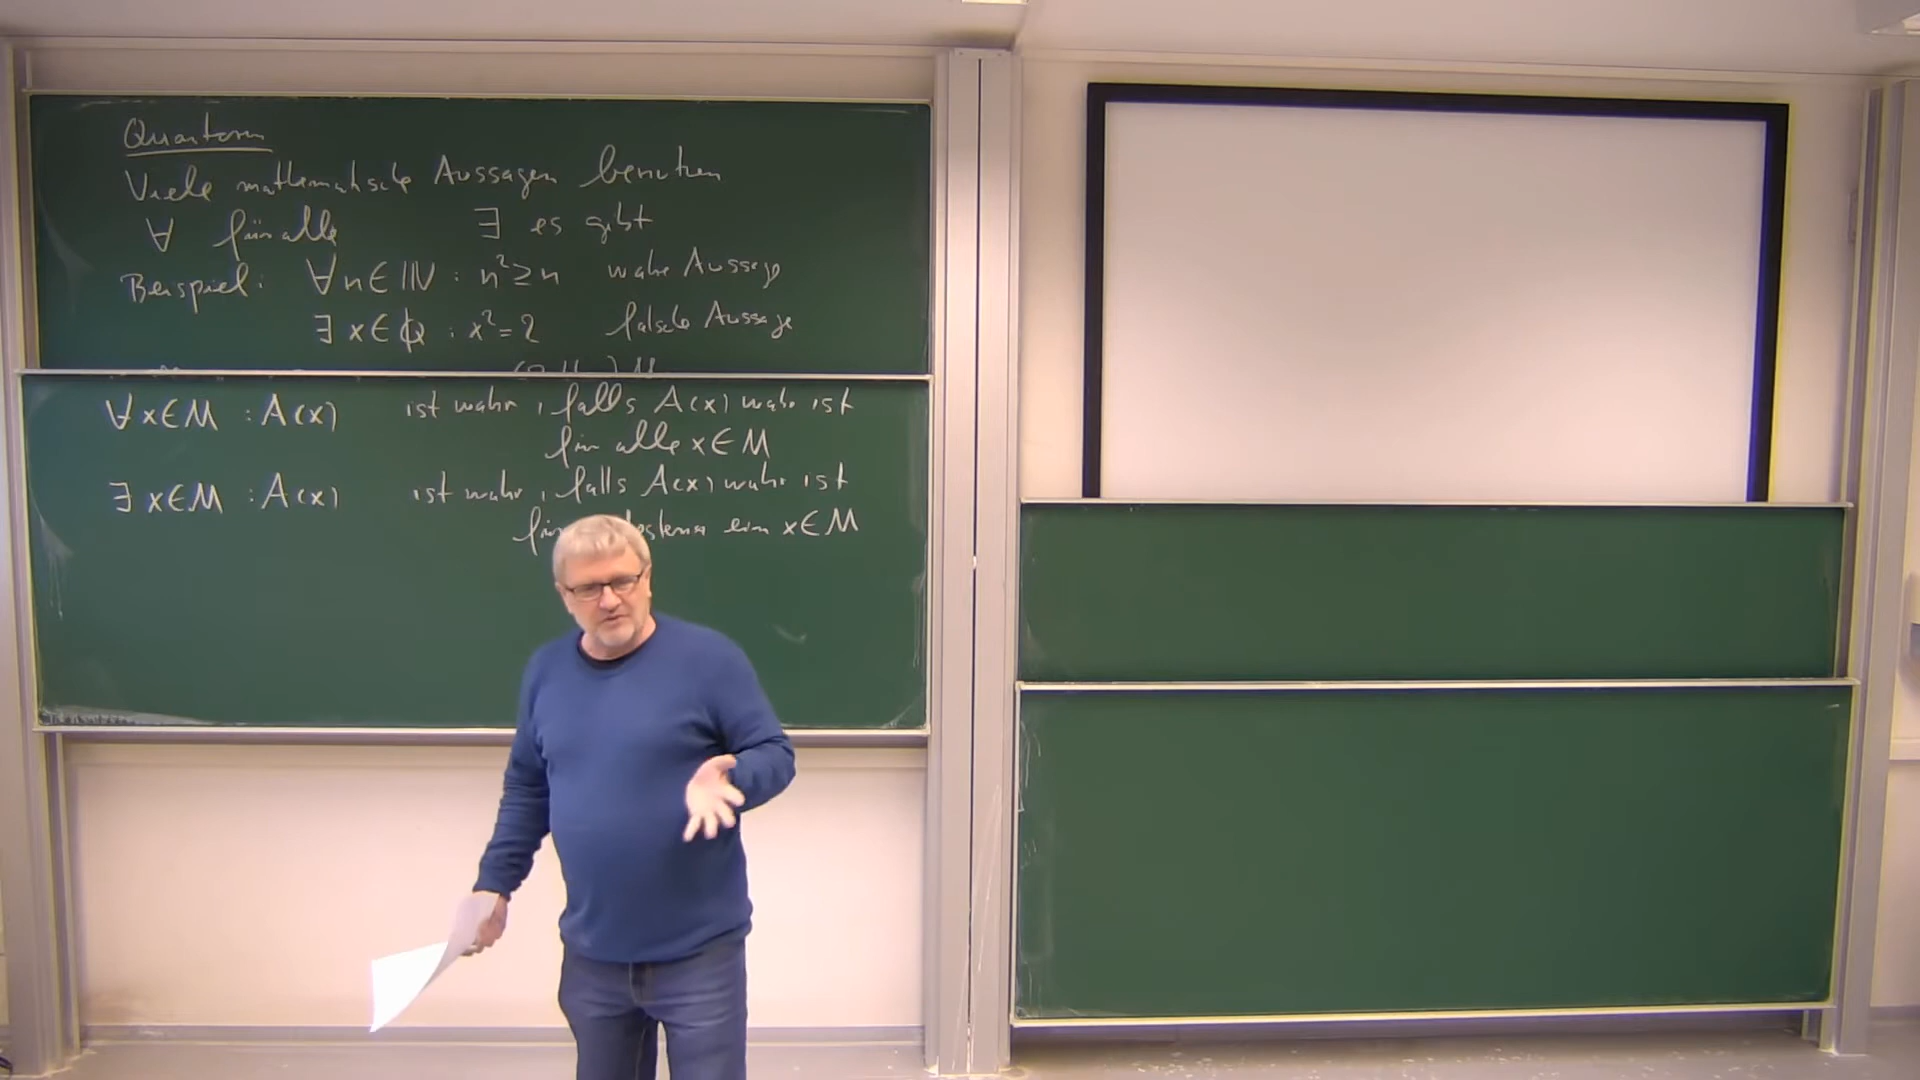 Quantoren
Viele mathematische Aussagen benutzen
∀ für alle ∃ es gibt
Beispiel: ∀ n ∈ ℕ : n² ≥ n wahre Aussage
∃ x ∈ ℚ : x² = 2 falsche Aussage
∀ x ∈ M : A(x) ist wahr, falls A(x) wahr ist
für alle x ∈ M
∃ x ∈ M : A(x) ist wahr, falls A(x) wahr ist
für ein x ∈ M